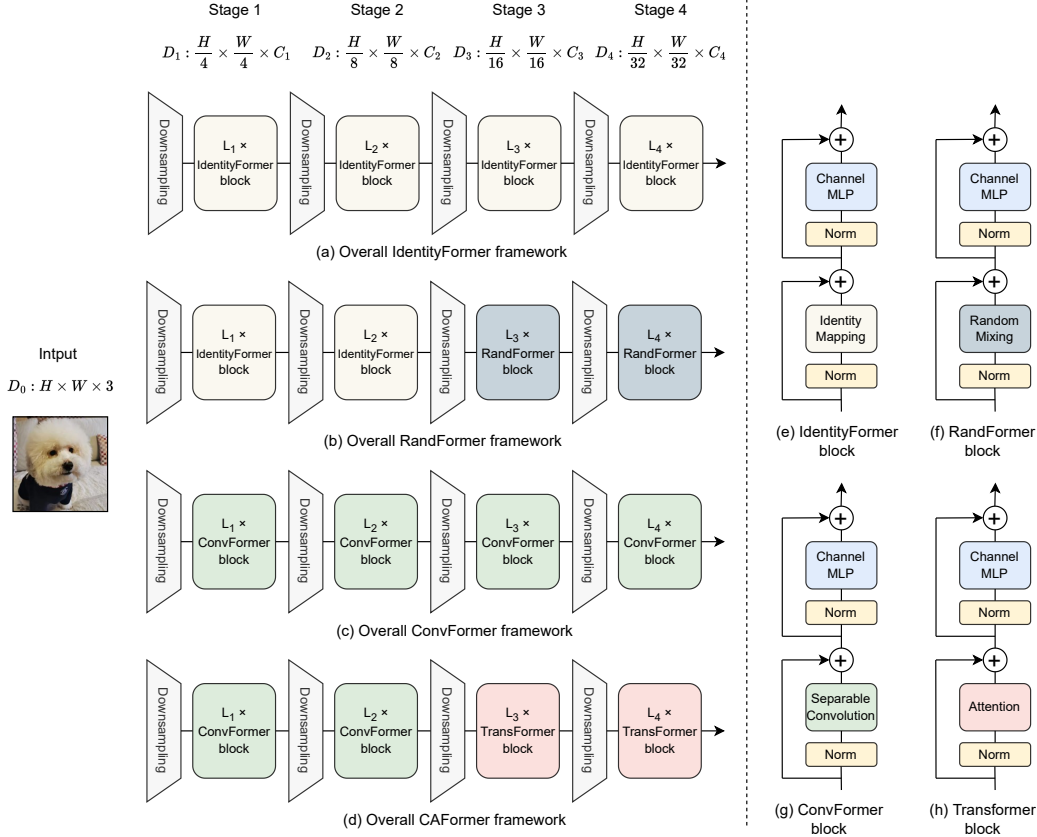 Stage 1 Stage 2 Stage 3 Stage 4
D₁ : H/4 × W/4 × C₁ D₂ : H/8 × W/8 × C₂ D₃ : H/16 × W/16 × C₃ D₄ : H/32 × W/32 × C₄
Downsampling
L₁ ×
IdentityFormer
block
Downsampling
L₂ ×
IdentityFormer
block
Downsampling
L₃ ×
IdentityFormer
block
Downsampling
L₄ ×
IdentityFormer
block
(a) Overall IdentityFormer framework
Intput
D₀ : H × W × 3
Downsampling
L₁ ×
IdentityFormer
block
Downsampling
L₂ ×
IdentityFormer
block
Downsampling
L₃ ×
RandFormer
block
Downsampling
L₄ ×
RandFormer
block
(b) Overall RandFormer framework
Downsampling
L₁ ×
ConvFormer
block
Downsampling
L₂ ×
ConvFormer
block
Downsampling
L₃ ×
ConvFormer
block
Downsampling
L₄ ×
ConvFormer
block
(c) Overall ConvFormer framework
Downsampling
L₁ ×
ConvFormer
block
Downsampling
L₂ ×
ConvFormer
block
Downsampling
L₃ ×
TransFormer
block
Downsampling
L₄ ×
TransFormer
block
(d) Overall CAFormer framework
+
Channel
MLP
Norm
+
Identity
Mapping
Norm
(e) IdentityFormer
block
+
Channel
MLP
Norm
+
Random
Mixing
Norm
(f) RandFormer
block
+
Channel
MLP
Norm
+
Separable
Convolution
Norm
(g) ConvFormer
block
+
Channel
MLP
Norm
+
Attention
Norm
(h) Transformer
block